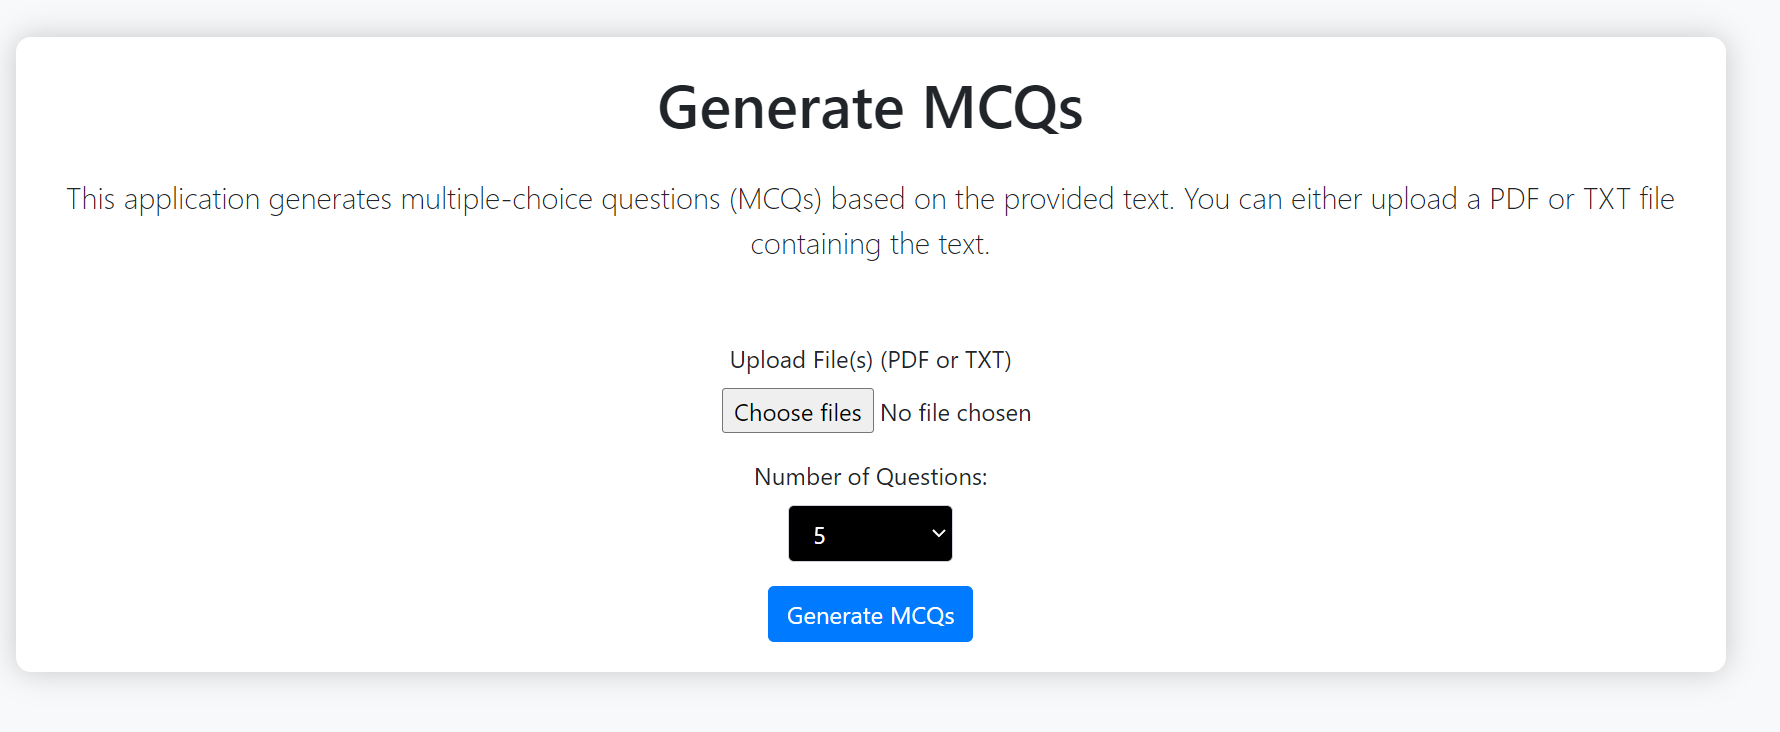 Generate MCQs
This application generates multiple-choice questions (MCQs) based on the provided text. You can either upload a PDF or TXT file
containing the text.
Upload File(s) (PDF or TXT)
Choose files No file chosen
Number of Questions:
5
Generate MCQs